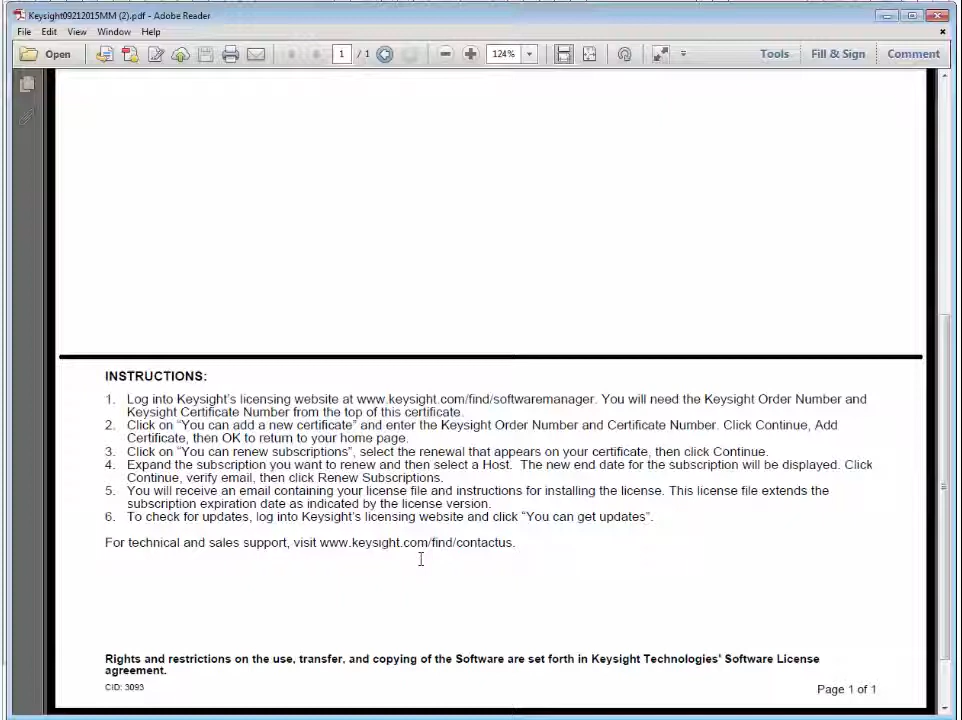 Keysight09212015MM (2).pdf - Adobe Reader
File Edit View Window Help
Open 1 / 1 124% Tools Fill & Sign Comment
INSTRUCTIONS:
1. Log into Keysight's licensing website at www.keysight.com/find/softwaremanager. You will need the Keysight Order Number and
Keysight Certificate Number from the top of this certificate.
2. Click on “You can add a new certificate” and enter the Keysight Order Number and Certificate Number. Click Continue, Add
Certificate, then OK to return to your home page.
3. Click on “You can renew subscriptions”, select the renewal that appears on your certificate, then click Continue.
4. Expand the subscription you want to renew and then select a Host. The new end date for the subscription will be displayed. Click
Continue, verify email, then click Renew Subscriptions.
5. You will receive an email containing your license file and instructions for installing the license. This license file extends the
subscription expiration date as indicated by the license version.
6. To check for updates, log into Keysight's licensing website and click “You can get updates”.
For technical and sales support, visit www.keysight.com/find/contactus.
Rights and restrictions on the use, transfer, and copying of the Software are set forth in Keysight Technologies' Software License
agreement.
CID: 3093
Page 1 of 1